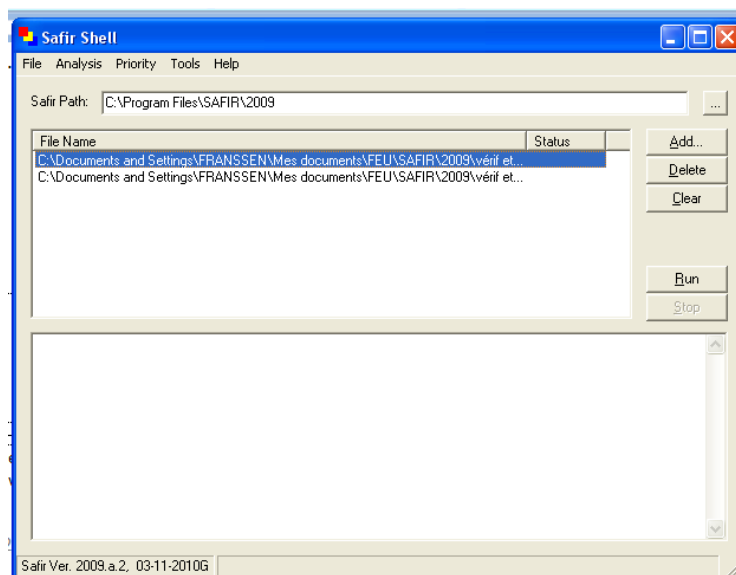 Safir Shell
File Analysis Priority Tools Help
Safir Path: C:\Program Files\SAFIR\2009 ...
File Name Status Add...
C:\Documents and Settings\FRANSSEN\Mes documents\FEU\SAFIR\2009\vérif et...
C:\Documents and Settings\FRANSSEN\Mes documents\FEU\SAFIR\2009\vérif et...
Delete
Clear
Run
Stop
Safir Ver. 2009.a.2, 03-11-2010G